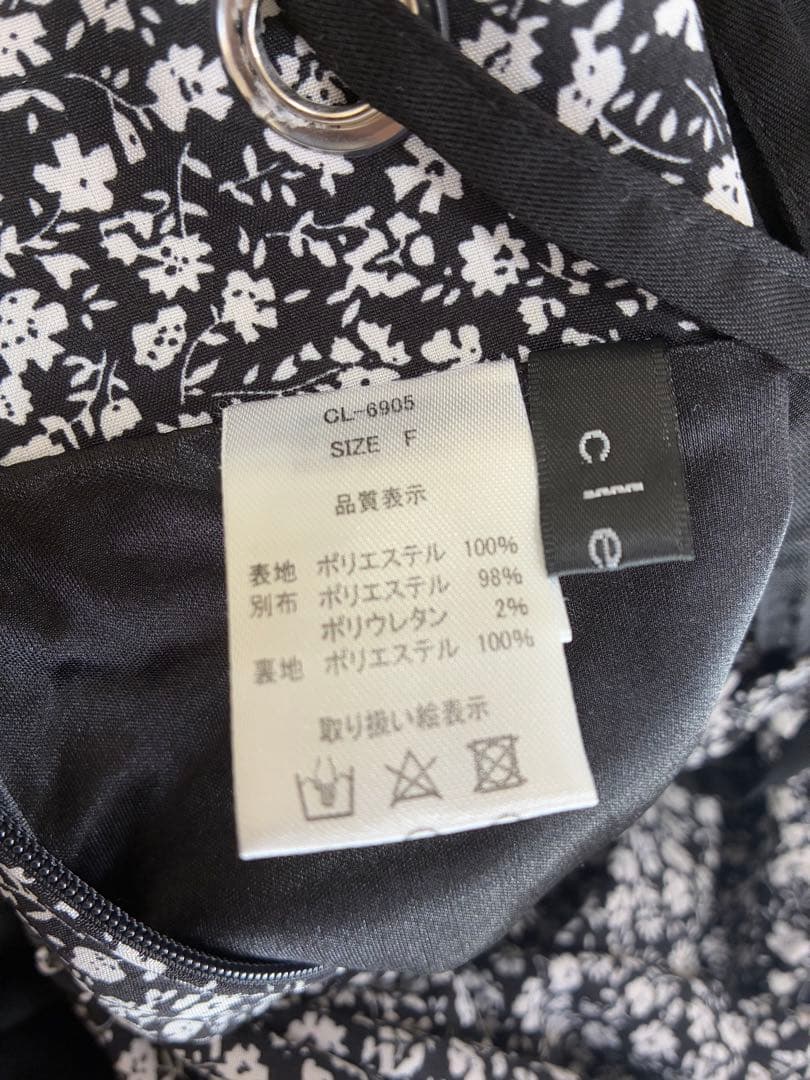 CL-6905
SIZE F
品質表示
表地 ポリエステル 100%
別布 ポリエステル 98%
ポリウレタン 2%
裏地 ポリエステル 100%
取り扱い絵表示